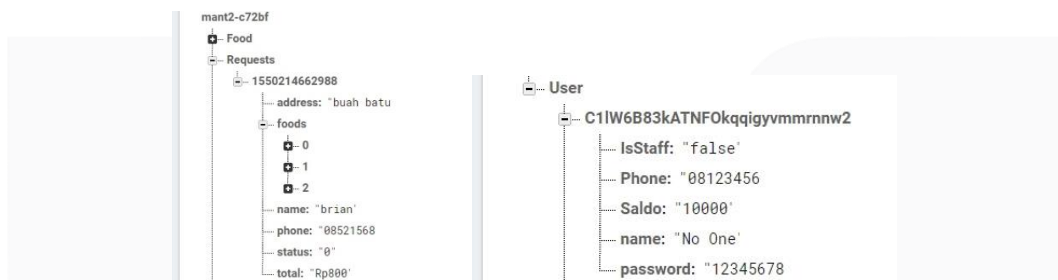 mant2-c72bf
Food
Requests
1550214662988
address: "buah batu
foods
0
1
2
name: "brian'
phone: "08521568
status: "0"
total: "Rp800'
User
C1lW6B83kATNFOkqqigyvmmrnnw2
IsStaff: "false'
Phone: "08123456
Saldo: "10000'
name: "No One'
password: "12345678